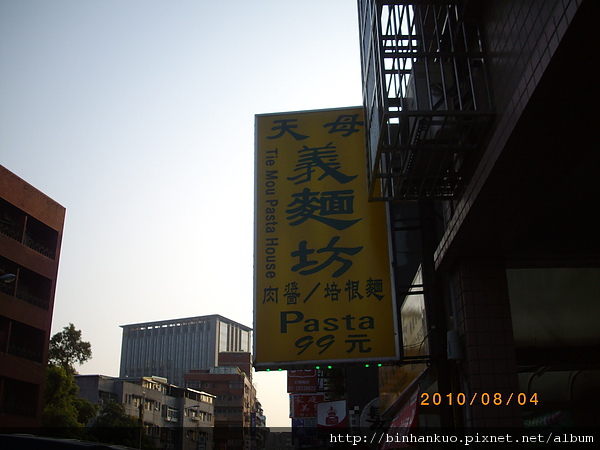 天母
義麵坊
Tie Mou Pasta House
肉醬/培根麵
Pasta
99元
2010/08/04
http://binhankuo.pixnet.net/album